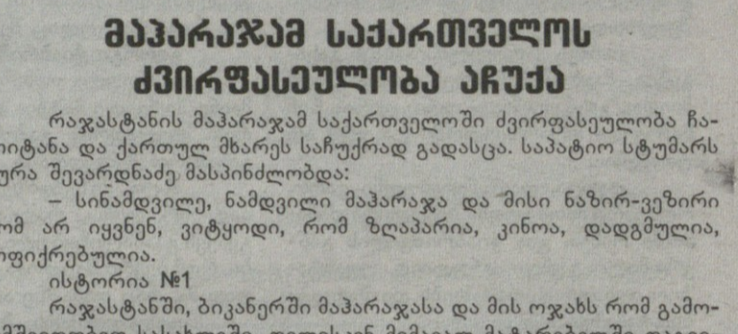 მაჰარაჯამ საქართველოს
ძვირფასეულობა აჩუქა
რაჯასტანის მაჰარაჯამ საქართველოში ძვირფასეულობა ჩა-
იტანა და ქართულ მხარეს საჩუქრად გადასცა. საპატიო სტუმარს
ურა შევარდნაძე მასპინძლობდა:
– სინამდვილე, ნამდვილი მაჰარაჯა და მისი ნაზირ-ვეზირი
ომ არ იყვნენ, ვიტყოდი, რომ ზღაპარია, კინოა, დადგმულია,
ოფიქრებულია.
ისტორია №1
რაჯასტანში, ბიკანერში მაჰარაჯასა და მის ოჯახს რომ გამო-